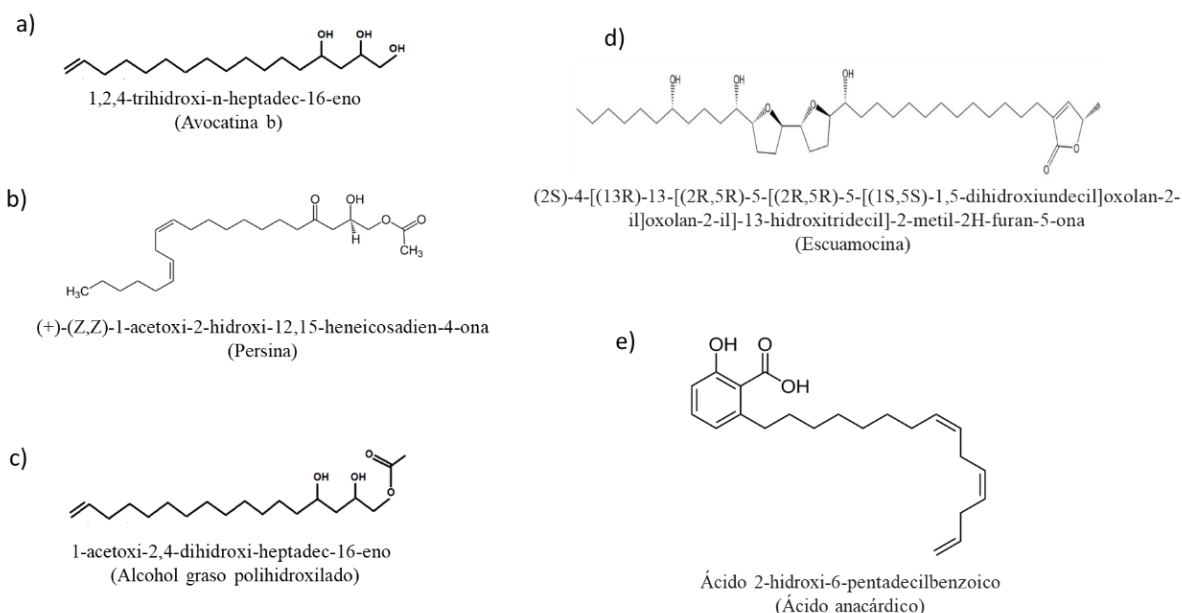 a)
OH
OH
OH
1,2,4-trihidroxi-n-heptadec-16-eno
(Avocatina b)
b)
O
OH
O
O
H
CH3
H3C
(+)-(Z,Z)-1-acetoxi-2-hidroxi-12,15-heneicosadien-4-ona
(Persina)
c)
O
OH
OH
O
1-acetoxi-2,4-dihidroxi-heptadec-16-eno
(Alcohol graso polihidroxilado)
d)
OH
OH
OH
O
O
O
O
(2S)-4-[(13R)-13-[(2R,5R)-5-[(2R,5R)-5-[(1S,5S)-1,5-dihidroxiundecil]oxolan-2-
il]oxolan-2-il]-13-hidroxitridecil]-2-metil-2H-furan-5-ona
(Escuamocina)
e)
OH
O
OH
Ácido 2-hidroxi-6-pentadecilbenzoico
(Ácido anacárdico)